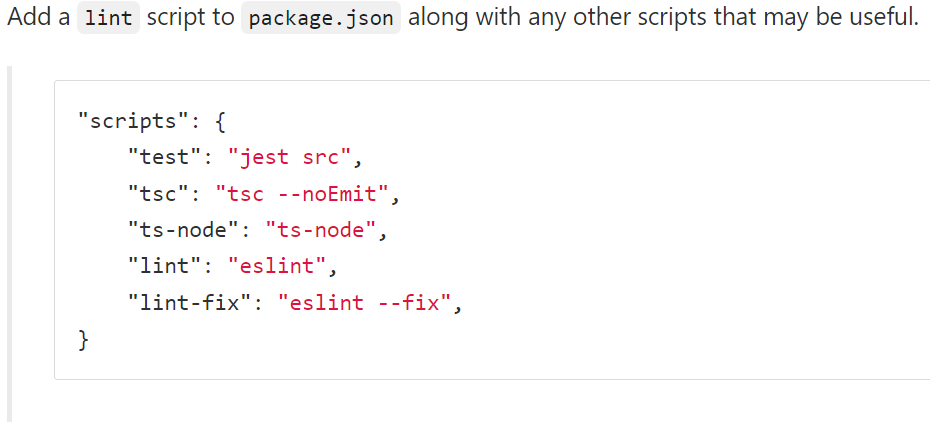 Add a lint script to package.json along with any other scripts that may be useful.
"scripts": {
"test": "jest src",
"tsc": "tsc --noEmit",
"ts-node": "ts-node",
"lint": "eslint",
"lint-fix": "eslint --fix",
}